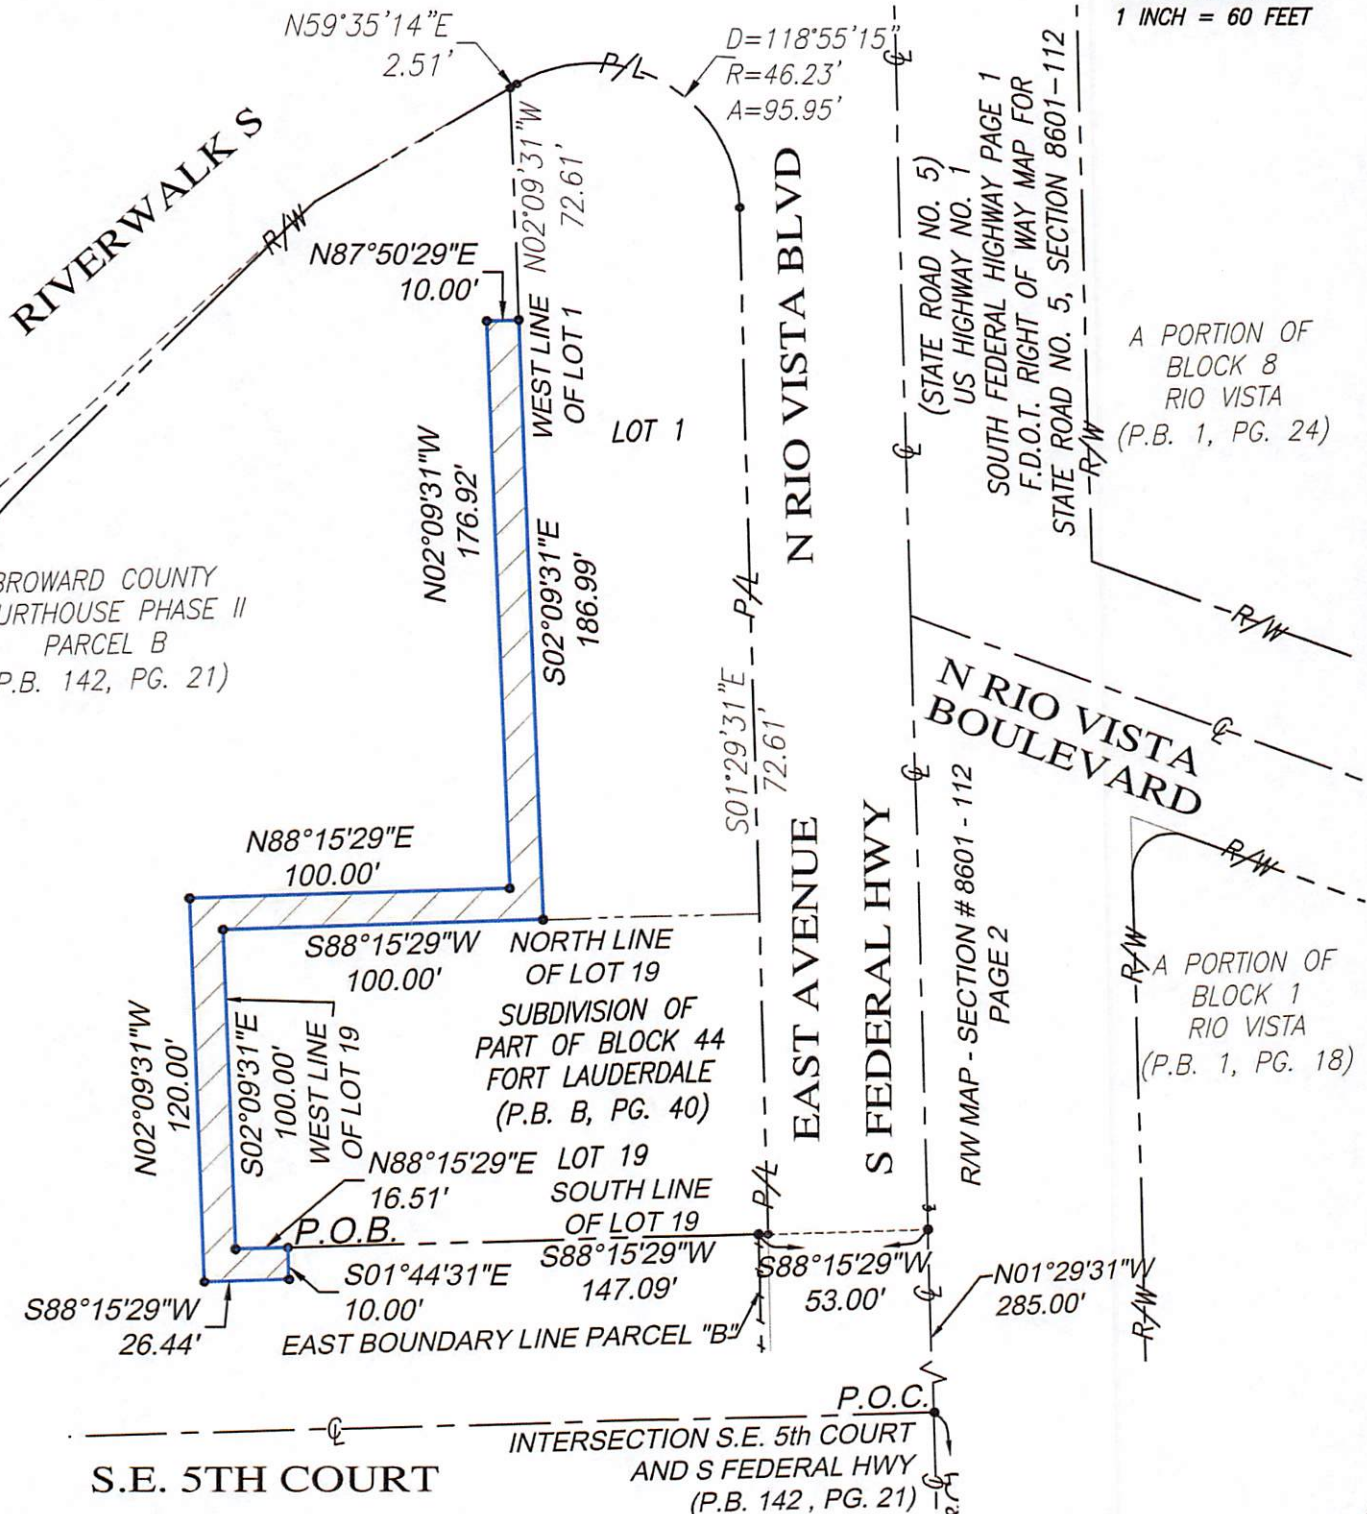 1 INCH = 60 FEET
N59°35'14"E
2.51'
P/L
D=118°55'15"
R=46.23'
A=95.95'
RIVERWALK S
R/W
N02°09'31"W
72.61'
N87°50'29"E
10.00'
WEST LINE
OF LOT 1
LOT 1
N RIO VISTA BLVD
(STATE ROAD NO. 5)
US HIGHWAY NO. 1
SOUTH FEDERAL HIGHWAY PAGE 1
F.D.O.T. RIGHT OF WAY MAP FOR
STATE ROAD NO. 5, SECTION 8601-112
R/W
A PORTION OF
BLOCK 8
RIO VISTA
(P.B. 1, PG. 24)
N02°09'31"W
176.92'
S02°09'31"E
186.99'
BROWARD COUNTY
URTHOUSE PHASE II
PARCEL B
P.B. 142, PG. 21)
P/L
R/W
S01°29'31"E
72.61'
N RIO VISTA
BOULEVARD
N88°15'29"E
100.00'
S88°15'29"W
100.00'
NORTH LINE
OF LOT 19
SUBDIVISION OF
PART OF BLOCK 44
FORT LAUDERDALE
(P.B. B, PG. 40)
EAST AVENUE
S FEDERAL HWY
R/W MAP - SECTION # 8601 - 112
PAGE 2
R/W
R/W
A PORTION OF
BLOCK 1
RIO VISTA
(P.B. 1, PG. 18)
N02°09'31"W
120.00'
S02°09'31"E
100.00'
WEST LINE
OF LOT 19
N88°15'29"E
16.51'
LOT 19
SOUTH LINE
OF LOT 19
P/L
P.O.B.
S88°15'29"W
147.09'
S88°15'29"W
53.00'
S01°44'31"E
10.00'
S88°15'29"W
26.44'
EAST BOUNDARY LINE PARCEL "B"
N01°29'31"W
285.00'
R/W
P.O.C.
INTERSECTION S.E. 5th COURT
AND S FEDERAL HWY
(P.B. 142 , PG. 21)
S.E. 5TH COURT